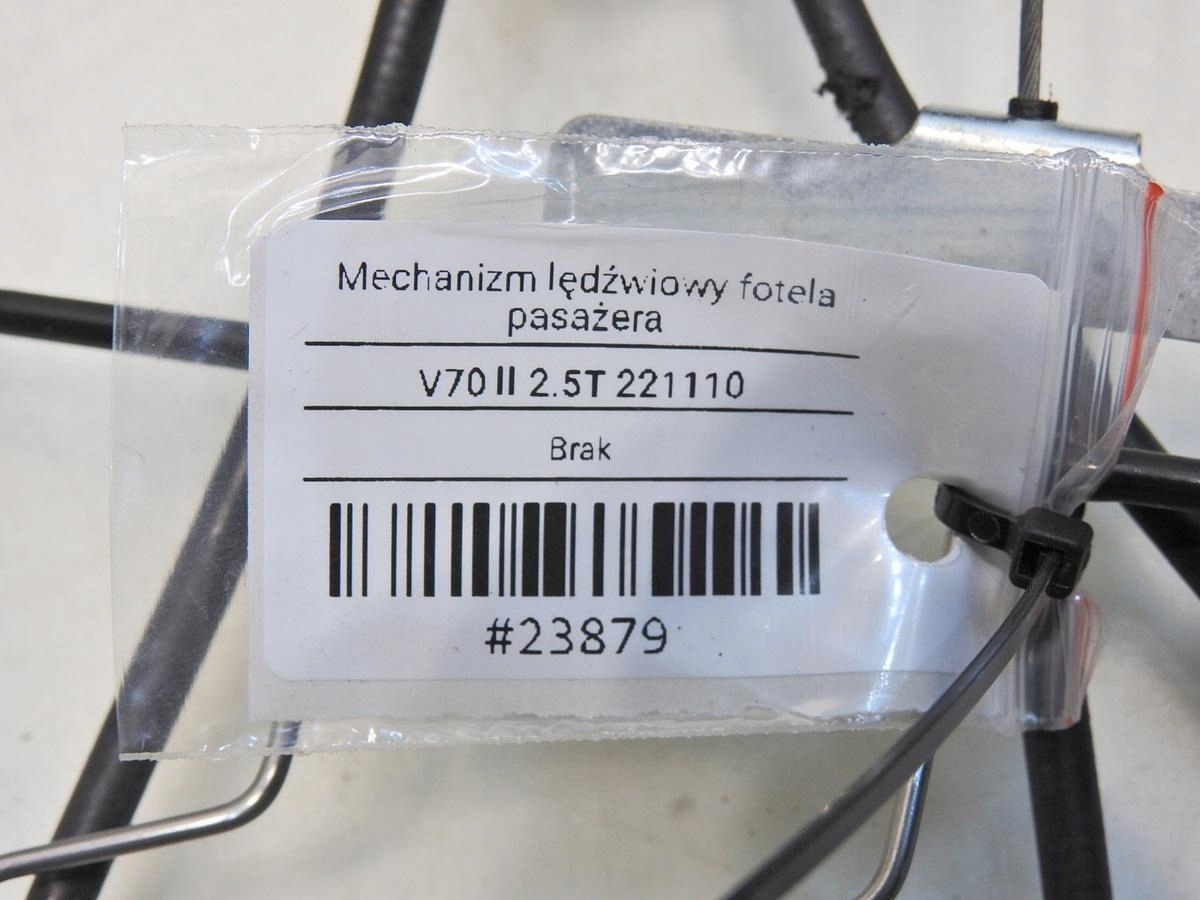 Mechanizm lędźwiowy fotela
pasażera
V70 II 2.5T 221110
Brak
#23879